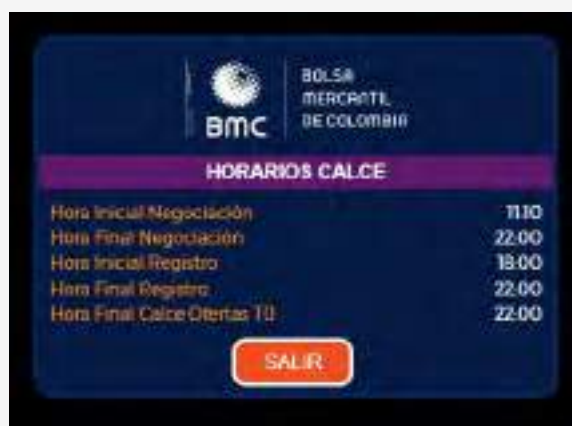 BMC
BOLSA
MERCANTIL
DE COLOMBIA
HORARIOS CALCE
Hora Inicial Negociación 11:10
Hora Final Negociación 22:00
Hora Inicial Registro 18:00
Hora Final Registro 22:00
Hora Final Calce Ofertas
22:00
SALIR